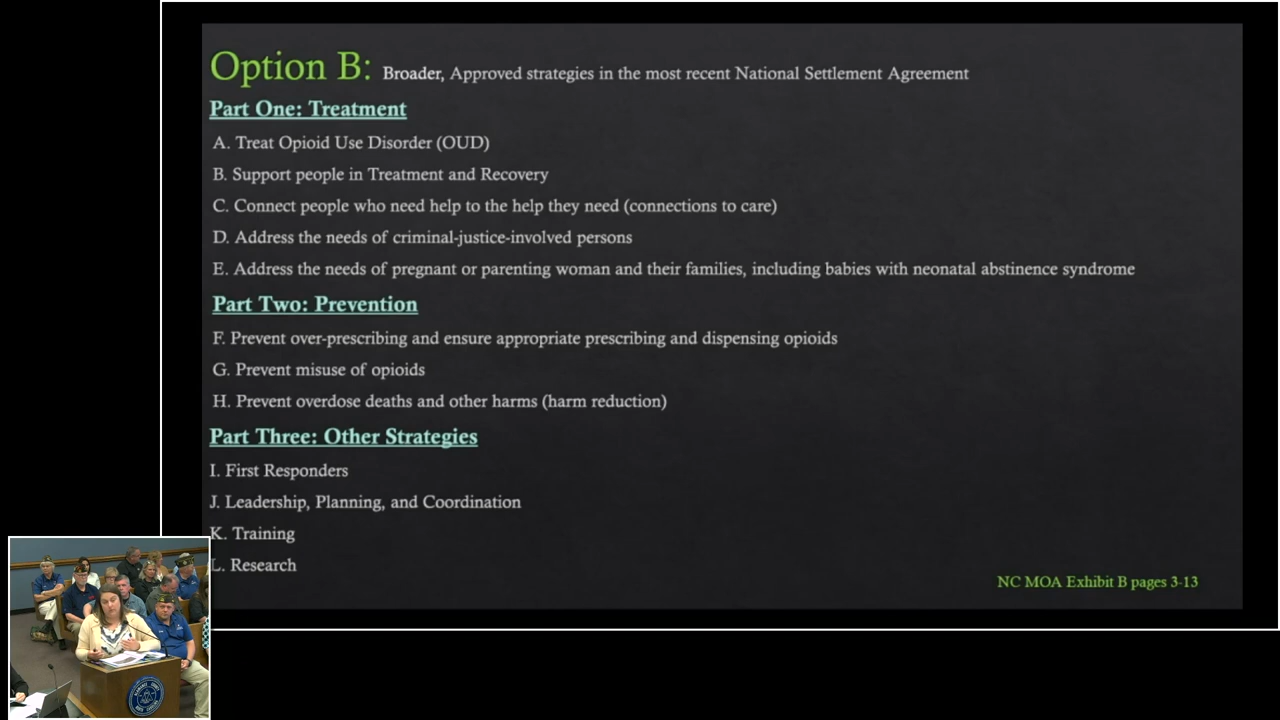 Option B: Broader, Approved strategies in the most recent National Settlement Agreement
Part One: Treatment
A. Treat Opioid Use Disorder (OUD)
B. Support people in Treatment and Recovery
C. Connect people who need help to the help they need (connections to care)
D. Address the needs of criminal-justice-involved persons
E. Address the needs of pregnant or parenting woman and their families, including babies with neonatal abstinence syndrome
Part Two: Prevention
F. Prevent over-prescribing and ensure appropriate prescribing and dispensing opioids
G. Prevent misuse of opioids
H. Prevent overdose deaths and other harms (harm reduction)
Part Three: Other Strategies
I. First Responders
J. Leadership, Planning, and Coordination
K. Training
L. Research
NC MOA Exhibit B pages 3-13